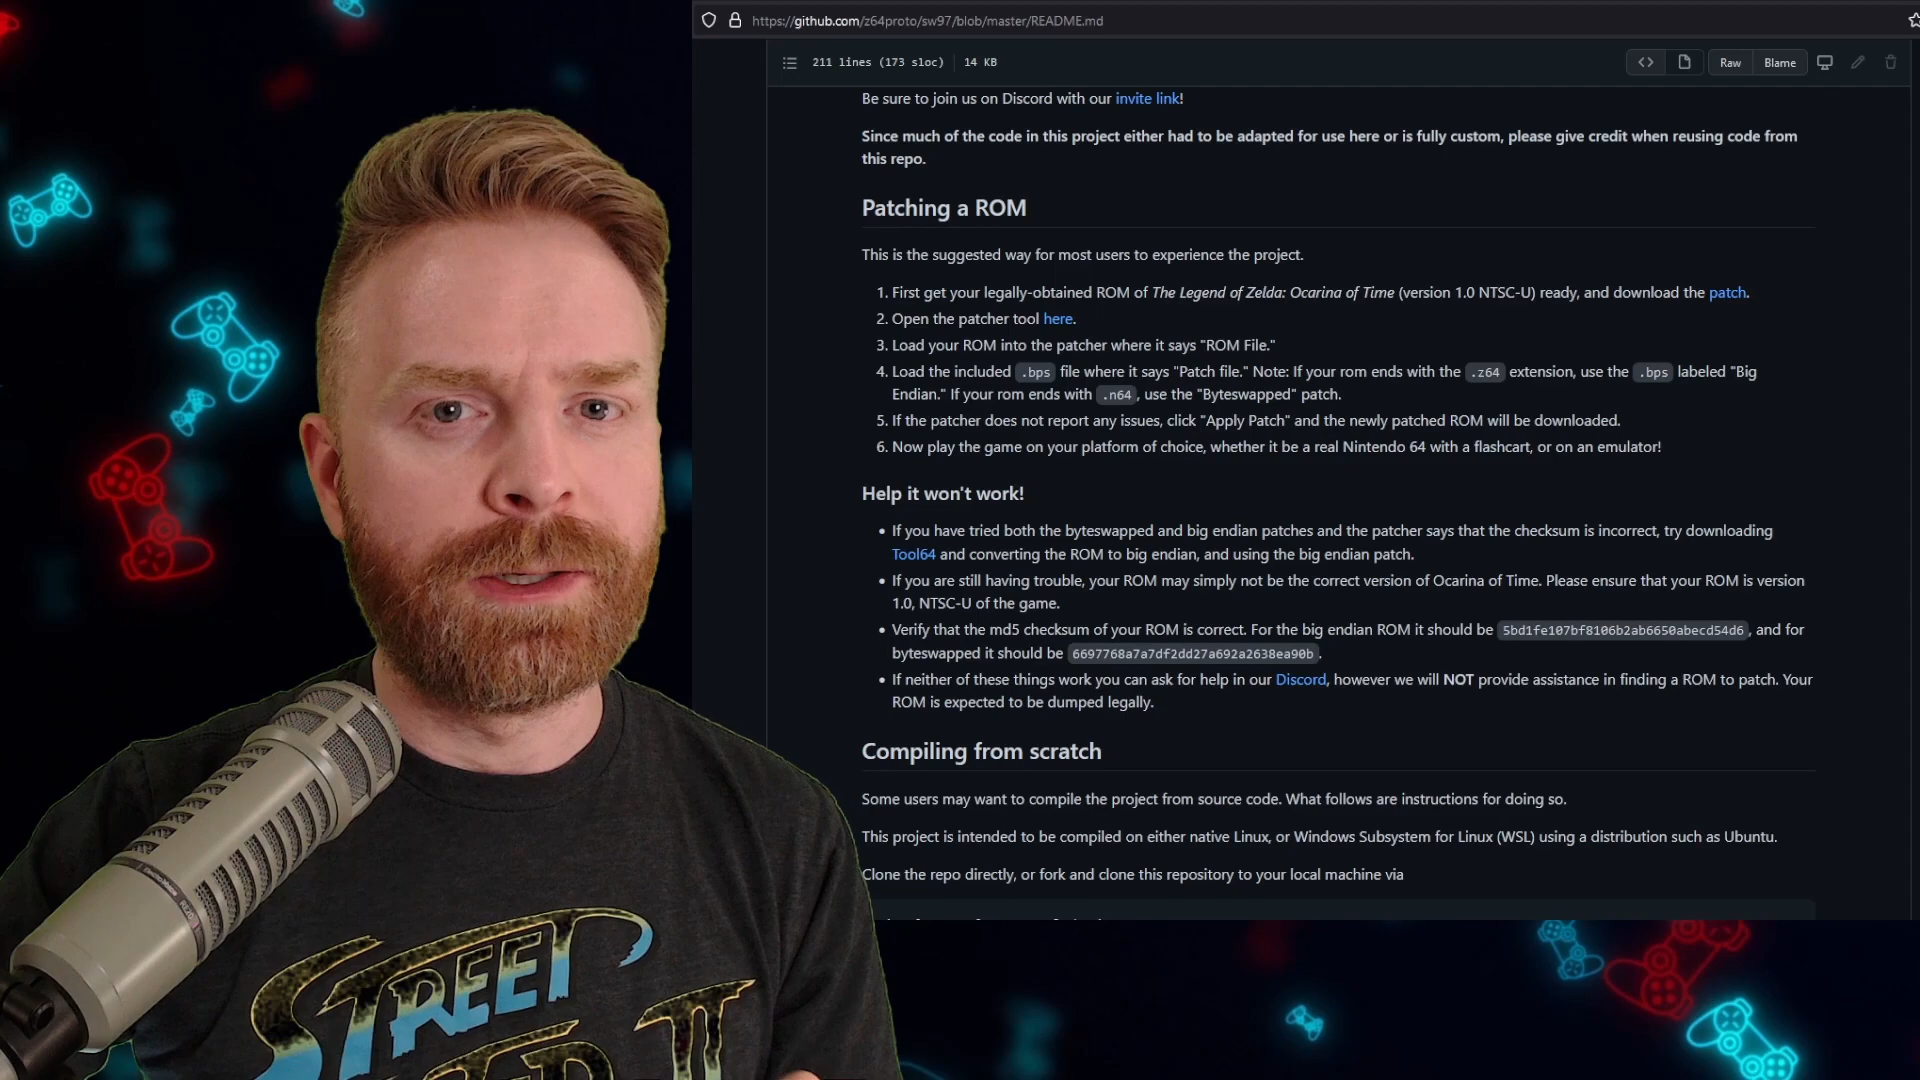 https://github.com/z64proto/sw97/blob/master/README.md
211 lines (173 sloc)
14 KB
Raw
Blame
Be sure to join us on Discord with our invite link!
Since much of the code in this project either had to be adapted for use here or is fully custom, please give credit when reusing code from
this repo.
Patching a ROM
This is the suggested way for most users to experience the project.
1. First get your legally-obtained ROM of The Legend of Zelda: Ocarina of Time (version 1.0 NTSC-U) ready, and download the patch.
2. Open the patcher tool here.
3. Load your ROM into the patcher where it says "ROM File."
4. Load the included .bps file where it says "Patch file." Note: If your rom ends with the .z64 extension, use the .bps labeled "Big
Endian." If your rom ends with .n64, use the "Byteswapped" patch.
5. If the patcher does not report any issues, click "Apply Patch" and the newly patched ROM will be downloaded.
6. Now play the game on your platform of choice, whether it be a real Nintendo 64 with a flashcart, or on an emulator!
Help it won't work!
• If you have tried both the byteswapped and big endian patches and the patcher says that the checksum is incorrect, try downloading
Tool64 and converting the ROM to big endian, and using the big endian patch.
• If you are still having trouble, your ROM may simply not be the correct version of Ocarina of Time. Please ensure that your ROM is version
1.0, NTSC-U of the game.
• Verify that the md5 checksum of your ROM is correct. For the big endian ROM it should be 5bd1fe107bf8106b2ab6650abecd54d6, and for
byteswapped it should be 6697768a7a7df2dd27a692a2638ea90b.
• If neither of these things work you can ask for help in our Discord, however we will NOT provide assistance in finding a ROM to patch. Your
ROM is expected to be dumped legally.
Compiling from scratch
Some users may want to compile the project from source code. What follows are instructions for doing so.
This project is intended to be compiled on either native Linux, or Windows Subsystem for Linux (WSL) using a distribution such as Ubuntu.
Clone the repo directly, or fork and clone this repository to your local machine via
STREET
II